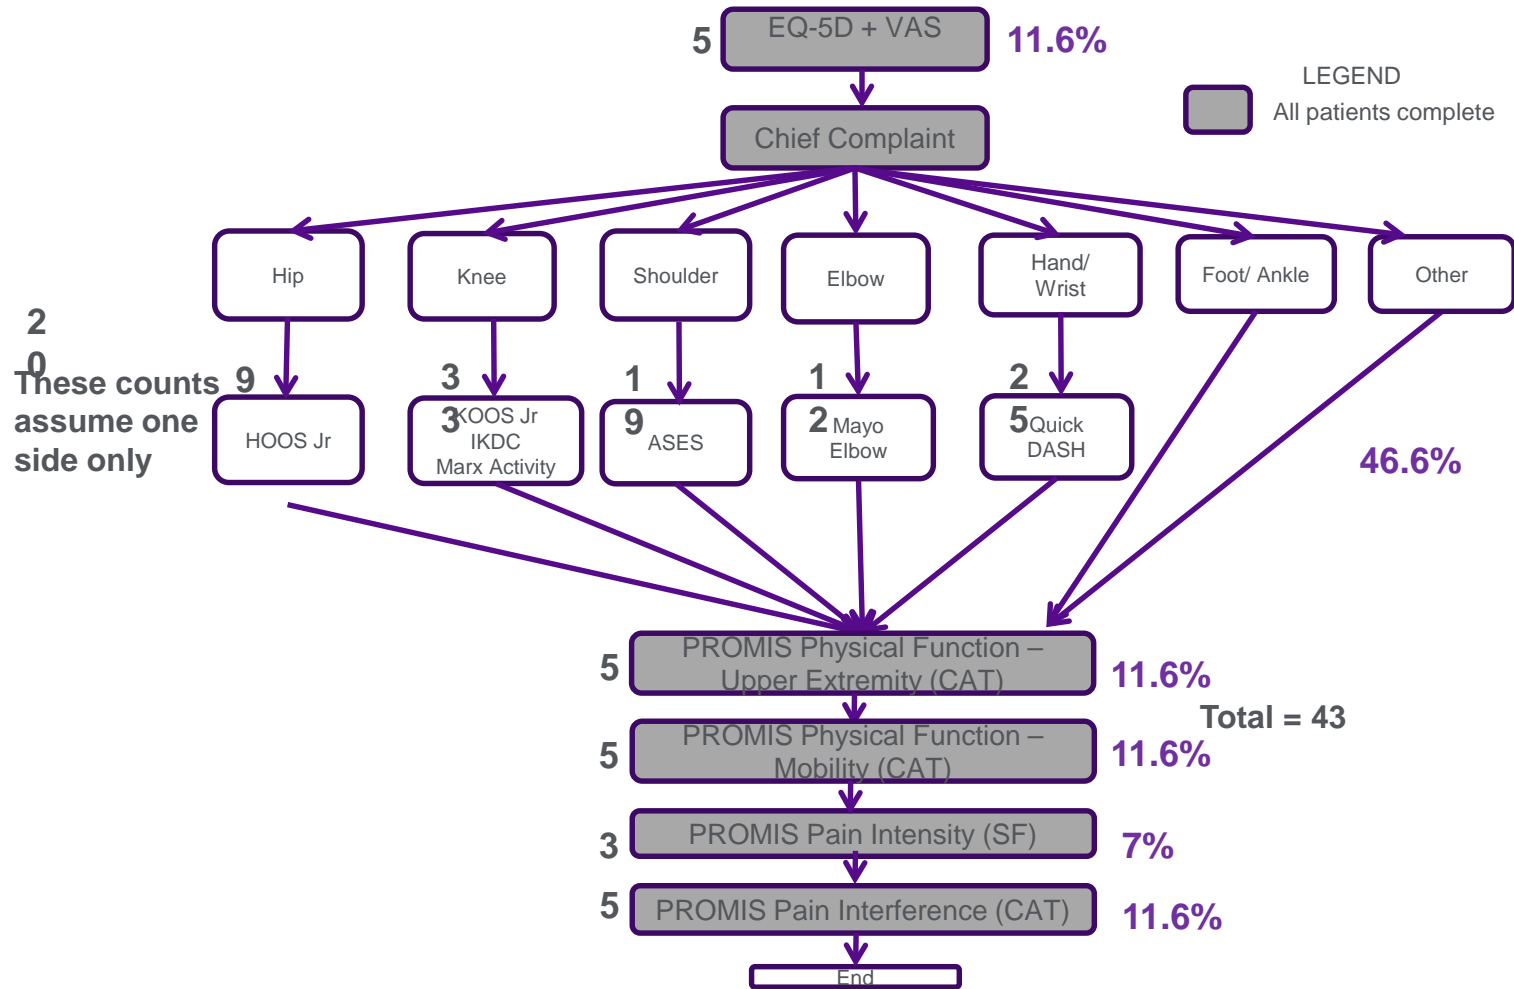 5
EQ-5D + VAS
11.6%
LEGEND
All patients complete
Chief Complaint
Hip
Knee
Shoulder
Elbow
Hand/
Wrist
Foot/ Ankle
Other
2
0
These counts
assume one
side only
9
HOOS Jr
3
3
KOOS Jr
IKDC
Marx Activity
1
9
ASES
1
2
Mayo
Elbow
2
5
Quick
DASH
46.6%
5
PROMIS Physical Function –
Upper Extremity (CAT)
11.6%
Total = 43
5
PROMIS Physical Function –
Mobility (CAT)
11.6%
3
PROMIS Pain Intensity (SF)
7%
5
PROMIS Pain Interference (CAT)
11.6%
End